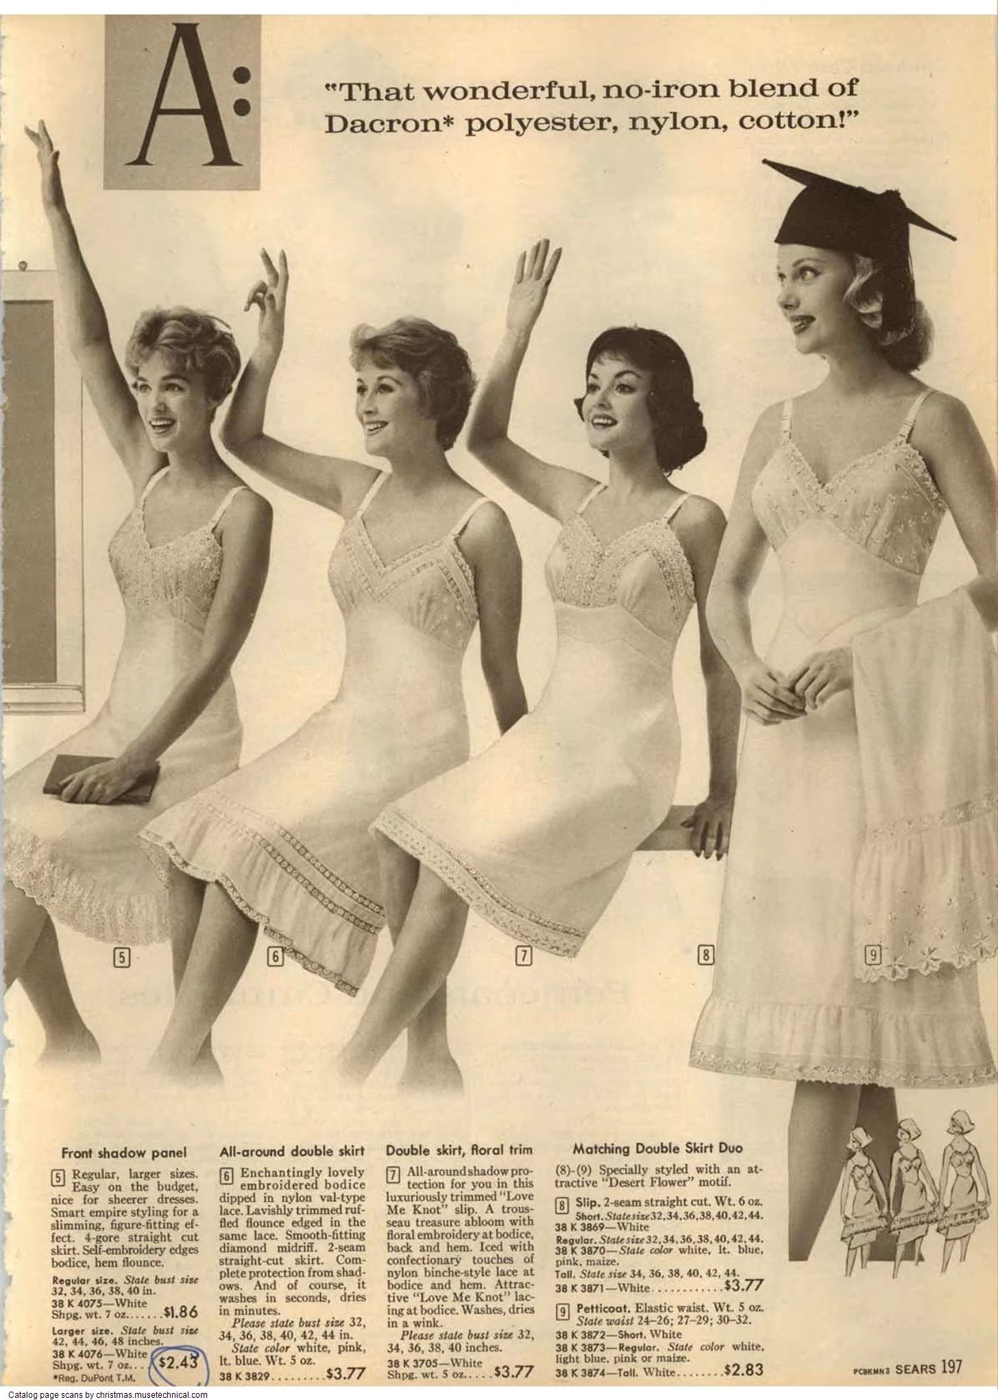 A:
"That wonderful, no-iron blend of
Dacron* polyester, nylon, cotton!"
5
6
7
8
9
Front shadow panel
5 Regular, larger sizes.
Easy on the budget,
nice for sheerer dresses.
Smart empire styling for a
slimming, figure-fitting ef-
fect. 4-gore straight cut
skirt. Self-embroidery edges
bodice, hem flounce.
Regular size. State bust size
32, 34, 36, 38, 40 in.
38 K 4075—White
Shpg. wt. 7 oz.......$1.86
Larger size. State bust size
42, 44, 46, 48 inches.
38 K 4076—White
Shpg. wt. 7 oz... $2.43
*Reg. DuPont T.M.
All-around double skirt
6 Enchantingly lovely
embroidered bodice
dipped in nylon val-type
lace. Lavishly trimmed ruf-
fled flounce edged in the
same lace. Smooth-fitting
diamond midriff. 2-seam
straight-cut skirt. Com-
plete protection from shad-
ows. And of course, it
washes in seconds, dries
in minutes.
Please state bust size 32,
34, 36, 38, 40, 42, 44 in.
State color white, pink,
lt. blue. Wt. 5 oz.
38 K 3829.........$3.77
Double skirt, floral trim
7 All-around shadow pro-
tection for you in this
luxuriously trimmed "Love
Me Knot" slip. A trous-
seau treasure abloom with
floral embroidery at bodice,
back and hem. Iced with
confectionary touches of
nylon binche-style lace at
bodice and hem. Attrac-
tive "Love Me Knot" lac-
ing at bodice. Washes, dries
in a wink.
Please state bust size 32,
34, 36, 38, 40 inches.
38 K 3705—White
Shpg. wt. 5 oz.....$3.77
Matching Double Skirt Duo
(8)-(9) Specially styled with an at-
tractive "Desert Flower" motif.
8 Slip. 2-seam straight cut. Wt. 6 oz.
Short. State size 32, 34, 36, 38, 40, 42, 44.
38 K 3869—White
Regular. State size 32, 34, 36, 38, 40, 42, 44.
38 K 3870—State color white, lt. blue,
pink, maize.
Tall. State size 34, 36, 38, 40, 42, 44.
38 K 3871—White...........$3.77
9 Petticoat. Elastic waist. Wt. 5 oz.
State waist 24-26; 27-29; 30-32.
38 K 3872—Short. White
38 K 3873—Regular. State color white,
light blue, pink or maize.
38 K 3874—Tall. White........$2.83
PCBKMN3 SEARS 197
Catalog page scans by christmas.musetechnical.com